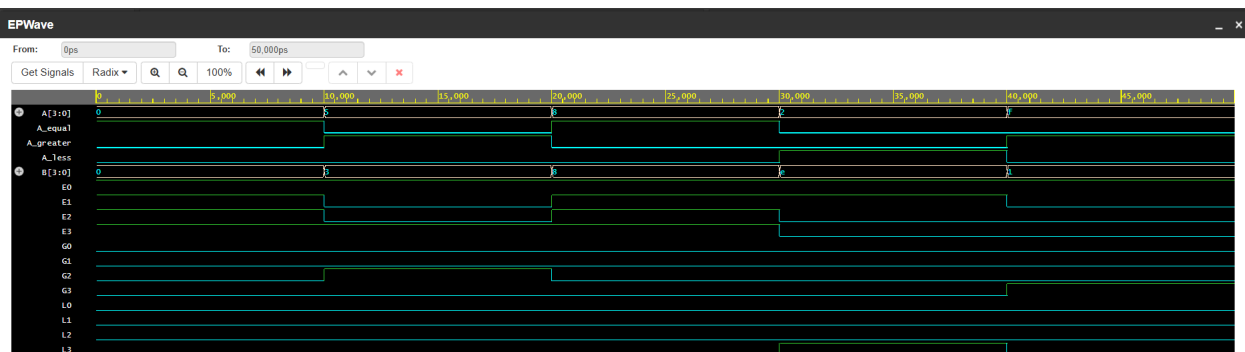 EPWave
From: 0ps To: 50,000ps
Get Signals Radix 100%
0 5,000 10,000 15,000 20,000 25,000 30,000 35,000 40,000 45,000
A[3:0] 0 5 8 2 f
A_equal
A_greater
A_less
B[3:0] 0 3 8 e 1
E0
E1
E2
E3
G0
G1
G2
G3
L0
L1
L2
L3